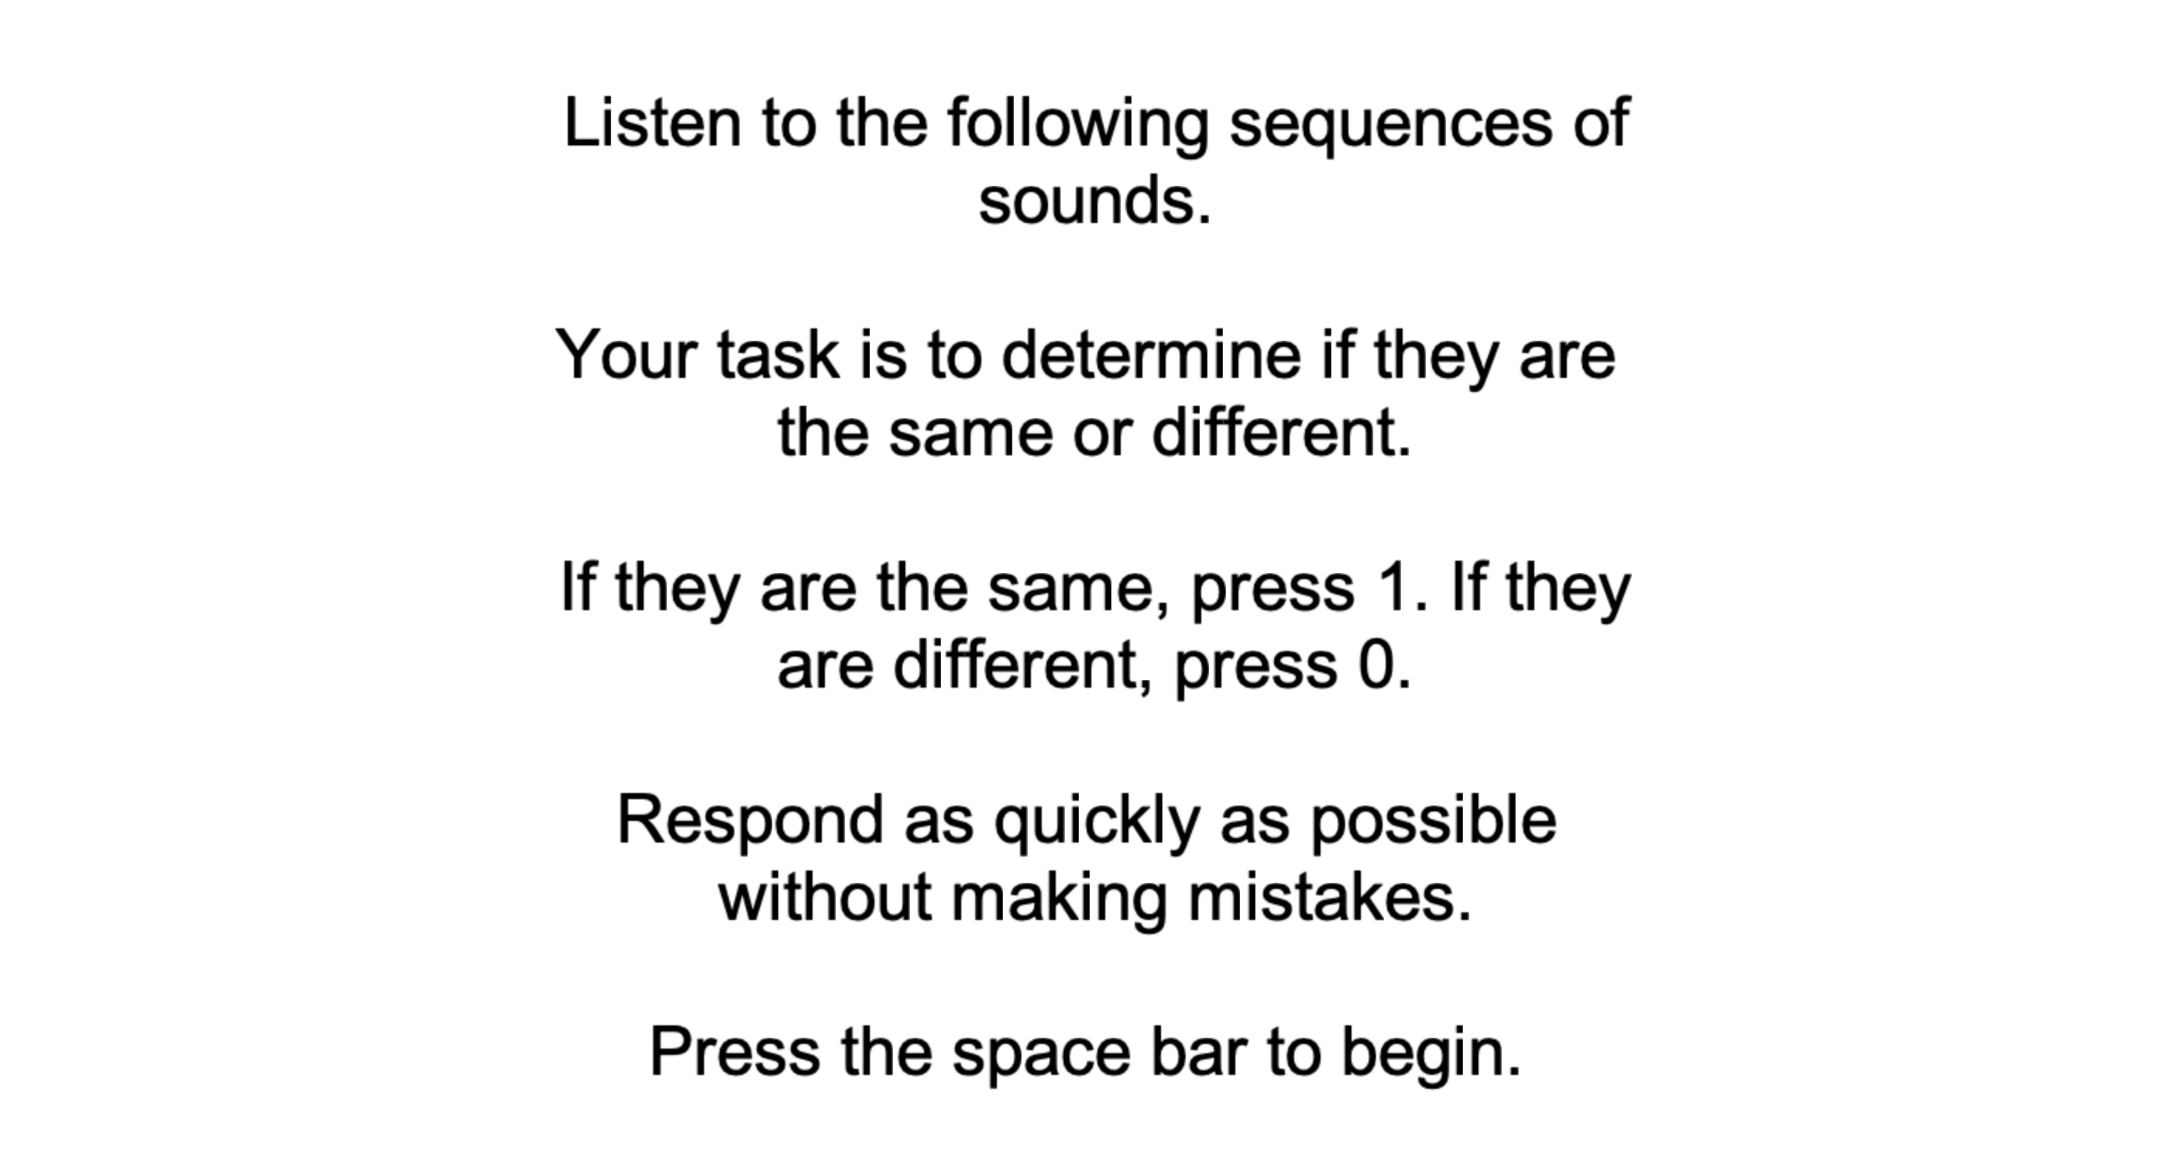 Listen to the following sequences of
sounds.
Your task is to determine if they are
the same or different.
If they are the same, press 1. If they
are different, press 0.
Respond as quickly as possible
without making mistakes.
Press the space bar to begin.